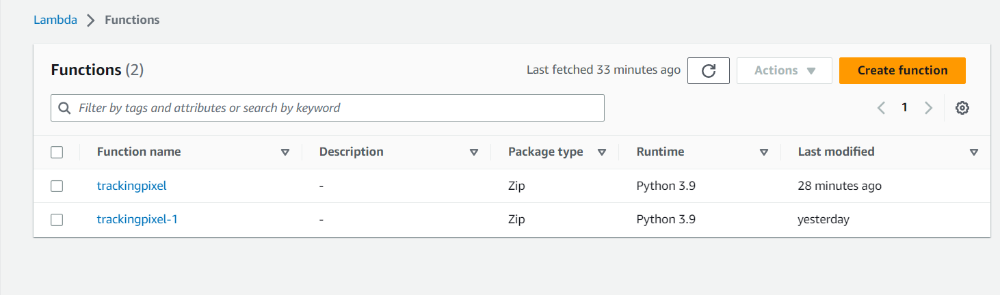 Lambda > Functions
Functions (2) Last fetched 33 minutes ago Actions Create function
Filter by tags and attributes or search by keyword 1
Function name Description Package type Runtime Last modified
trackingpixel - Zip Python 3.9 28 minutes ago
trackingpixel-1 - Zip Python 3.9 yesterday